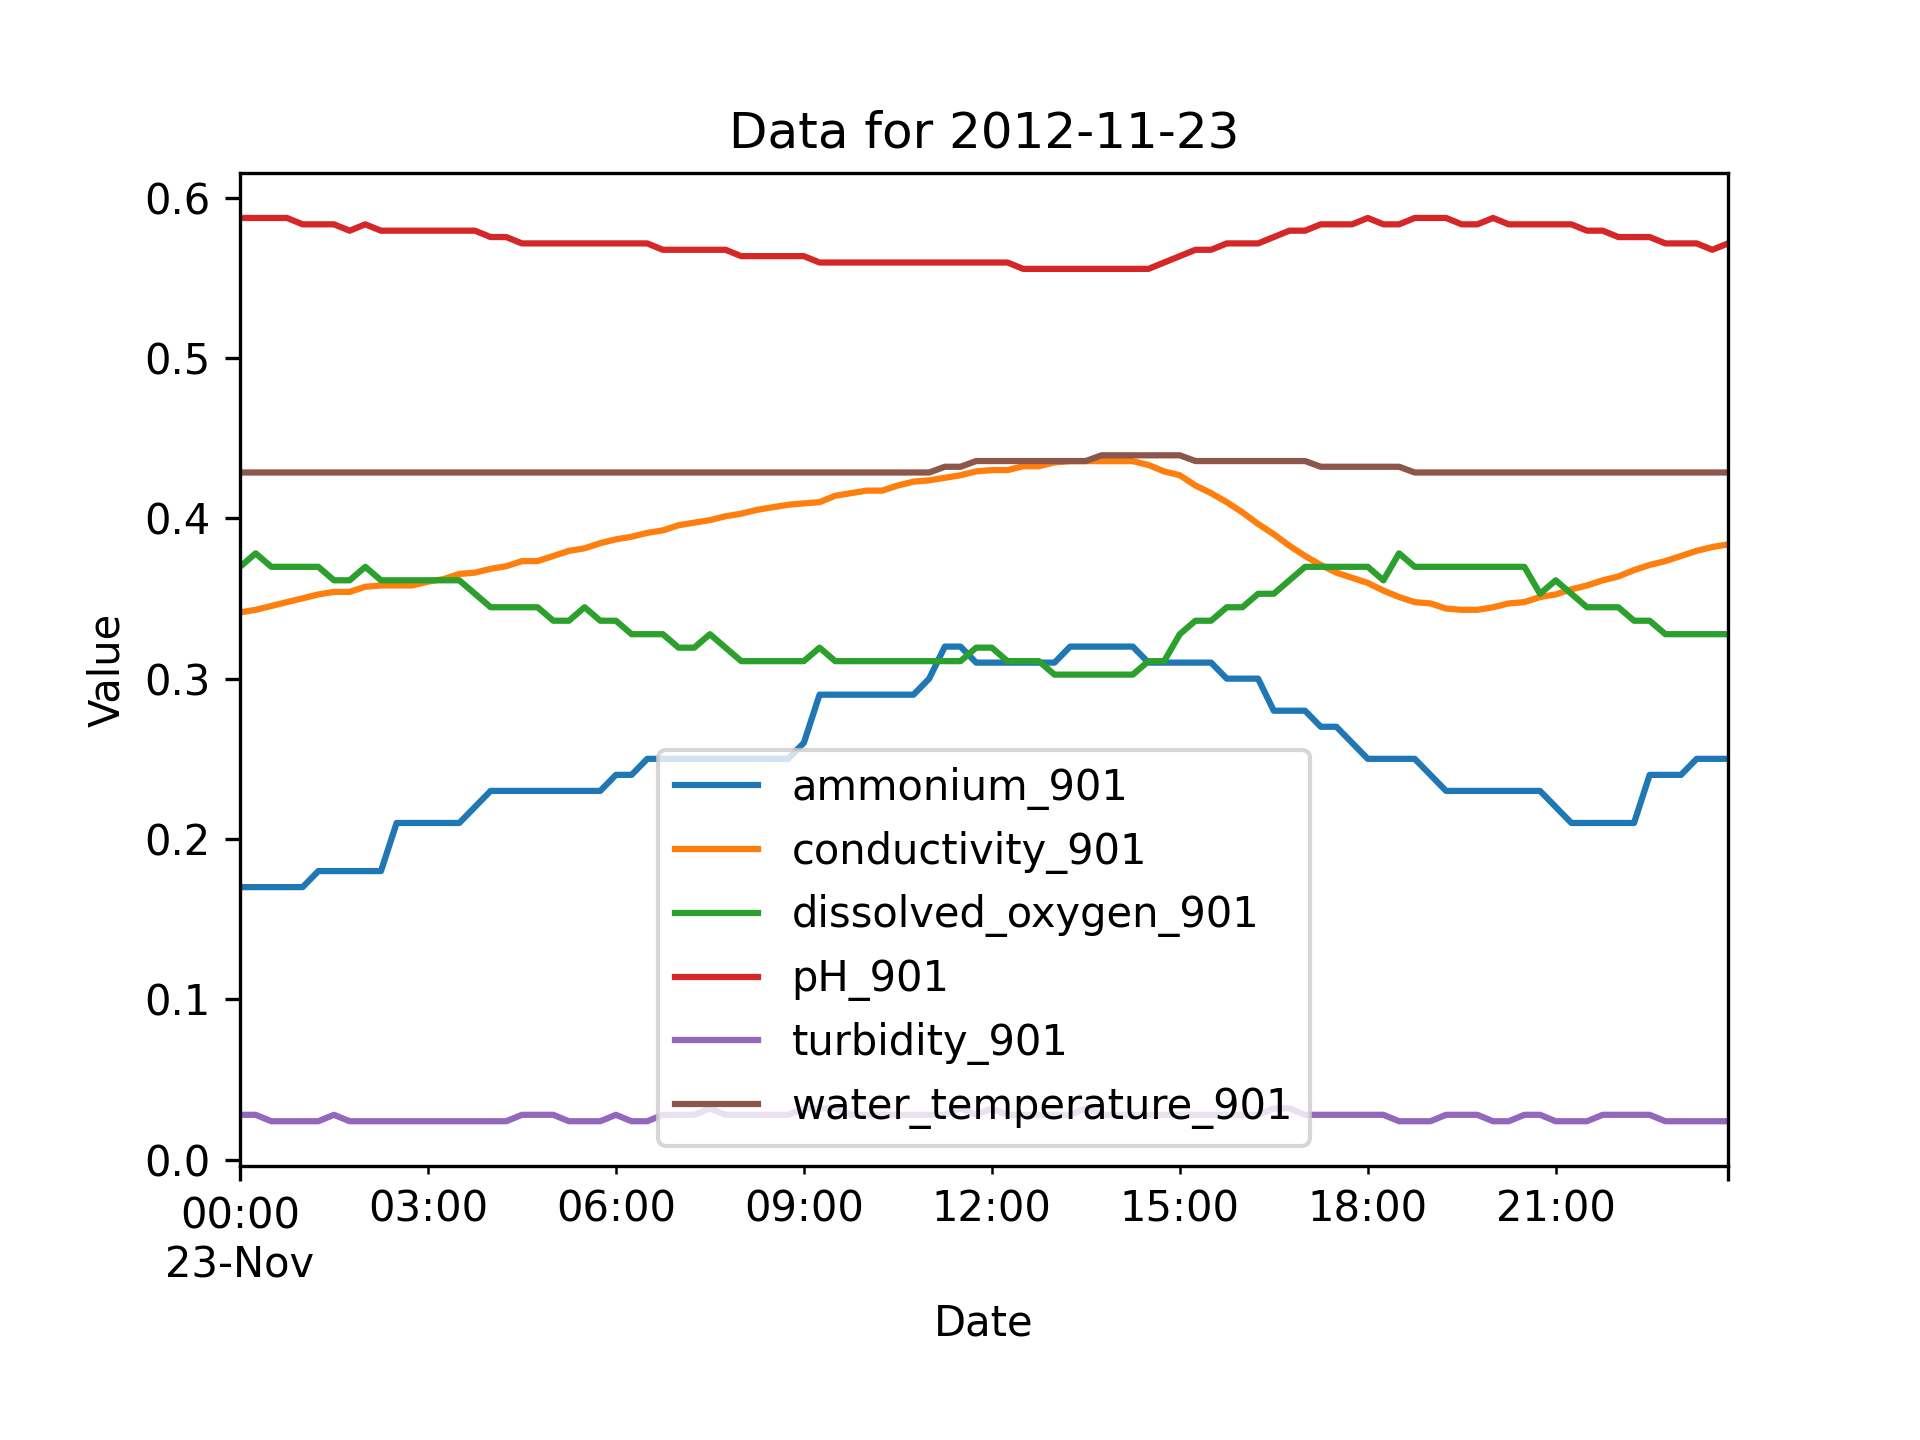 Data for 2012-11-23
0.6
0.5
0.4
0.3
0.2
0.1
0.0
Value
ammonium_901
conductivity_901
dissolved_oxygen_901
pH_901
turbidity_901
water_temperature_901
00:00 03:00 06:00 09:00 12:00 15:00 18:00 21:00
23-Nov
Date